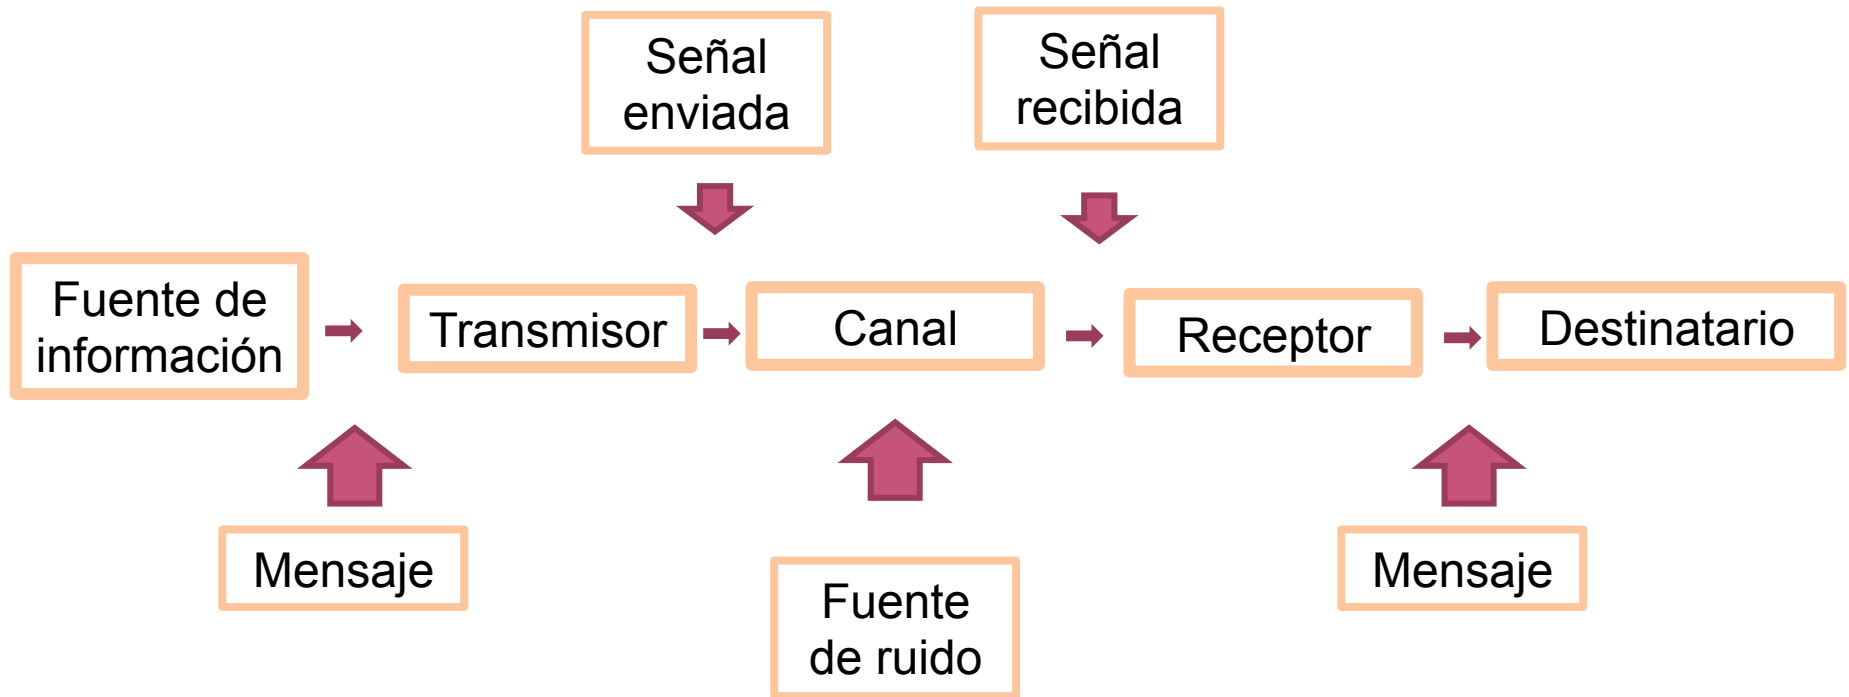 Señal
enviada
Señal
recibida
Fuente de
información
Transmisor
Canal
Receptor
Destinatario
Mensaje
Fuente
de ruido
Mensaje